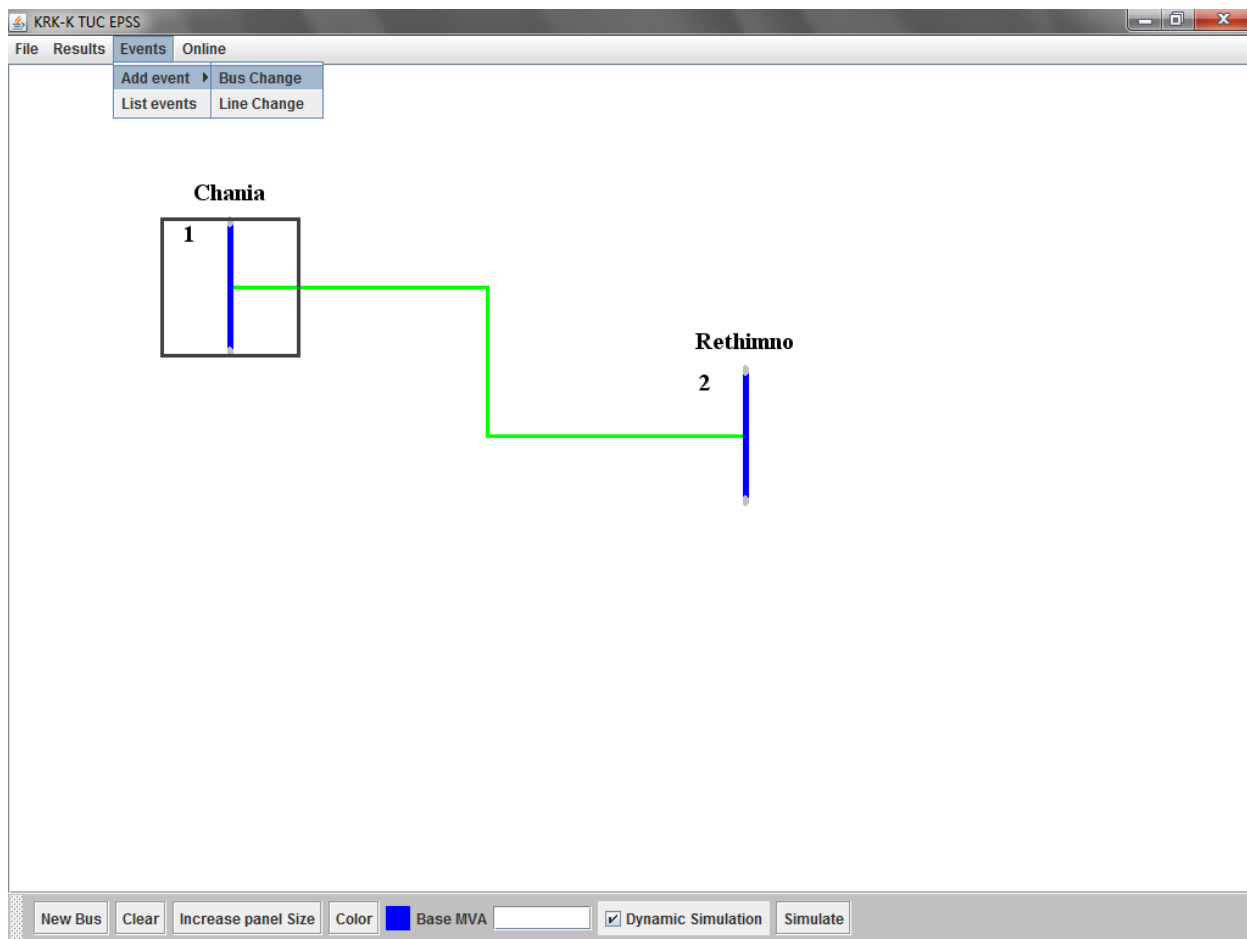 KRK-K TUC EPSS
File Results Events Online
Add event Bus Change
List events Line Change
Chania
1
Rethimno
2
New Bus Clear Increase panel Size Color Base MVA Dynamic Simulation Simulate